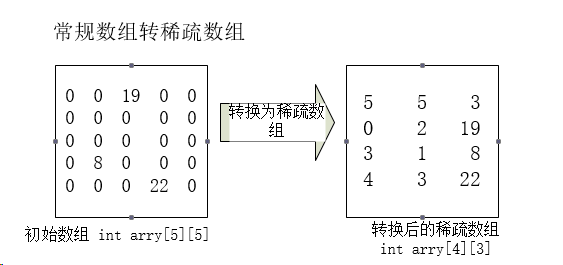 常规数组转稀疏数组
0 0 19 0 0
0 0 0 0 0
0 0 0 0 0
0 8 0 0 0
0 0 0 22 0
初始数组 int arry[5][5]
转换为稀疏数
组
5 5 3
0 2 19
3 1 8
4 3 22
转换后的稀疏数组
int arry[4][3]